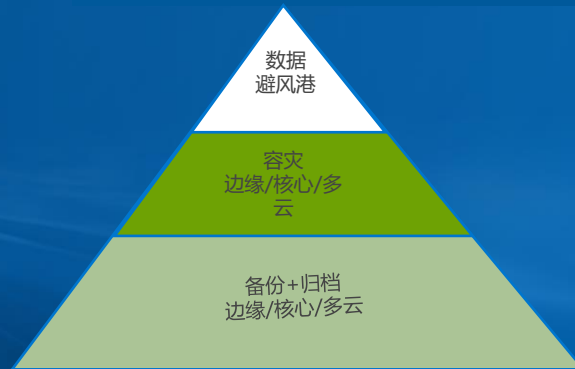 数据
避风港
容灾
边缘/核心/多
云
备份+归档
边缘/核心/多云